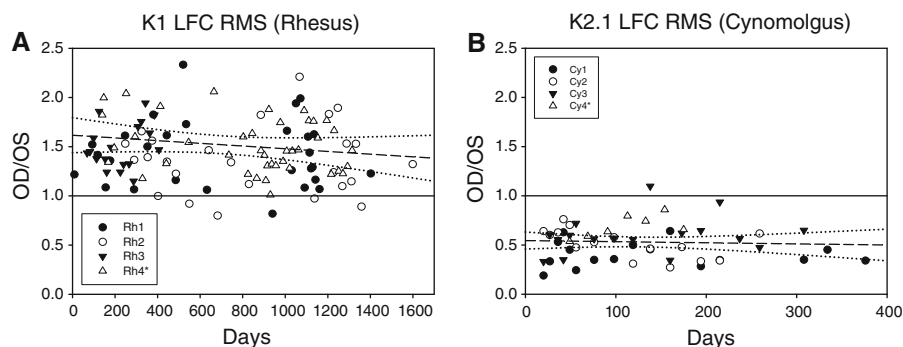 K1 LFC RMS (Rhesus)
A
2.5
2.0
1.5
1.0
0.5
0.0
OD/OS
Rh1
Rh2
Rh3
Rh4*
0 200 400 600 800 1000 1200 1400 1600
Days
K2.1 LFC RMS (Cynomolgus)
B
2.5
2.0
1.5
1.0
0.5
0.0
OD/OS
Cy1
Cy2
Cy3
Cy4*
0 100 200 300 400
Days